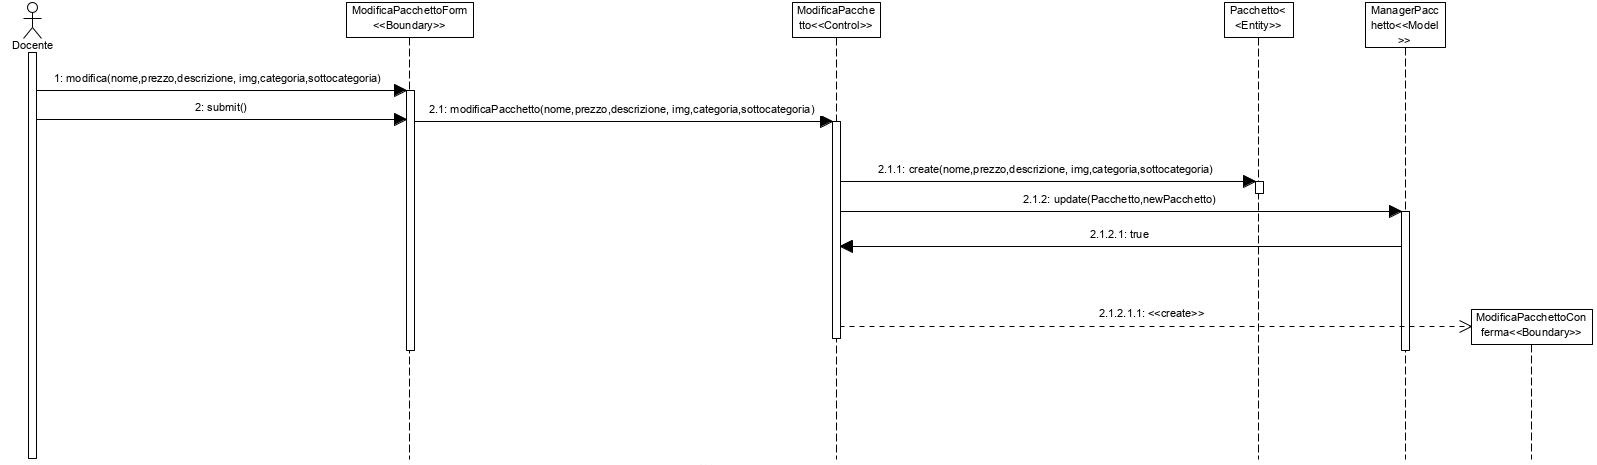 Docente
ModificaPacchettoForm
<<Boundary>>
ModificaPacche
tto<<Control>>
Pacchetto<
<Entity>>
ManagerPacc
hetto<<Model
>>
1: modifica(nome,prezzo,descrizione, img,categoria,sottocategoria)
2: submit()
2.1: modificaPacchetto(nome,prezzo,descrizione, img,categoria,sottocategoria)
2.1.1: create(nome,prezzo,descrizione, img,categoria,sottocategoria)
2.1.2: update(Pacchetto,newPacchetto)
2.1.2.1: true
2.1.2.1.1: <<create>>
ModificaPacchettoCon
ferma<<Boundary>>